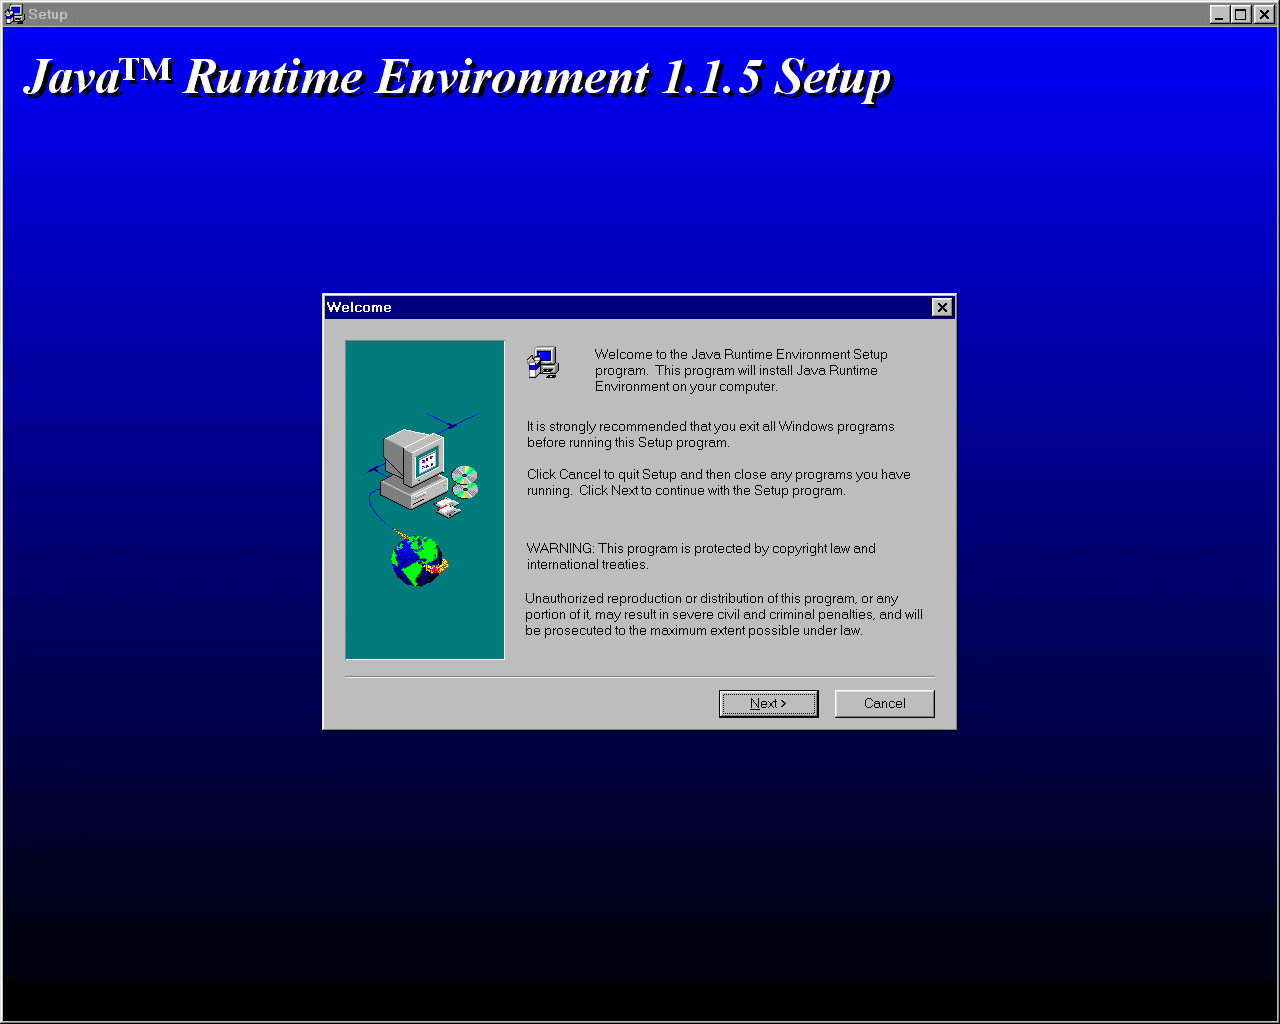 Setup
Java™ Runtime Environment 1.1.5 Setup
Welcome
Welcome to the Java Runtime Environment Setup
program.  This program will install Java Runtime
Environment on your computer.
It is strongly recommended that you exit all Windows programs
before running this Setup program.
Click Cancel to quit Setup and then close any programs you have
running.  Click Next to continue with the Setup program.
WARNING: This program is protected by copyright law and
international treaties.
Unauthorized reproduction or distribution of this program, or any
portion of it, may result in severe civil and criminal penalties, and will
be prosecuted to the maximum extent possible under law.
Next >
Cancel